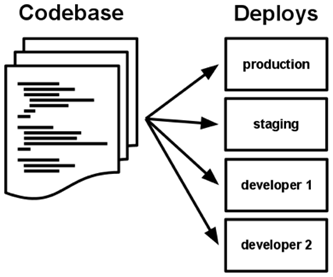 Codebase
Deploys
production
staging
developer 1
developer 2